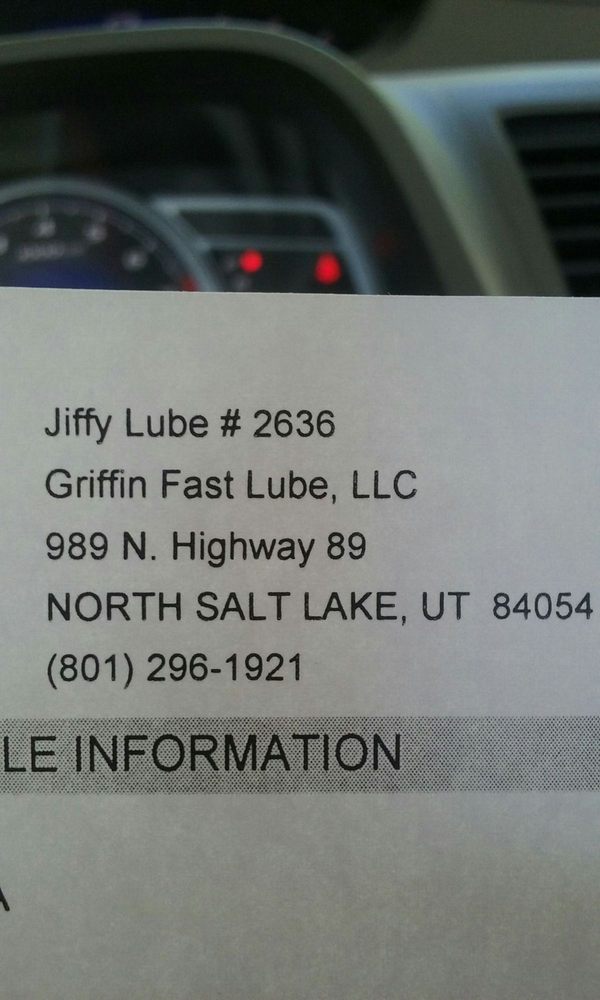 Jiffy Lube # 2636
Griffin Fast Lube, LLC
989 N. Highway 89
NORTH SALT LAKE, UT 84054
(801) 296-1921
LE INFORMATION